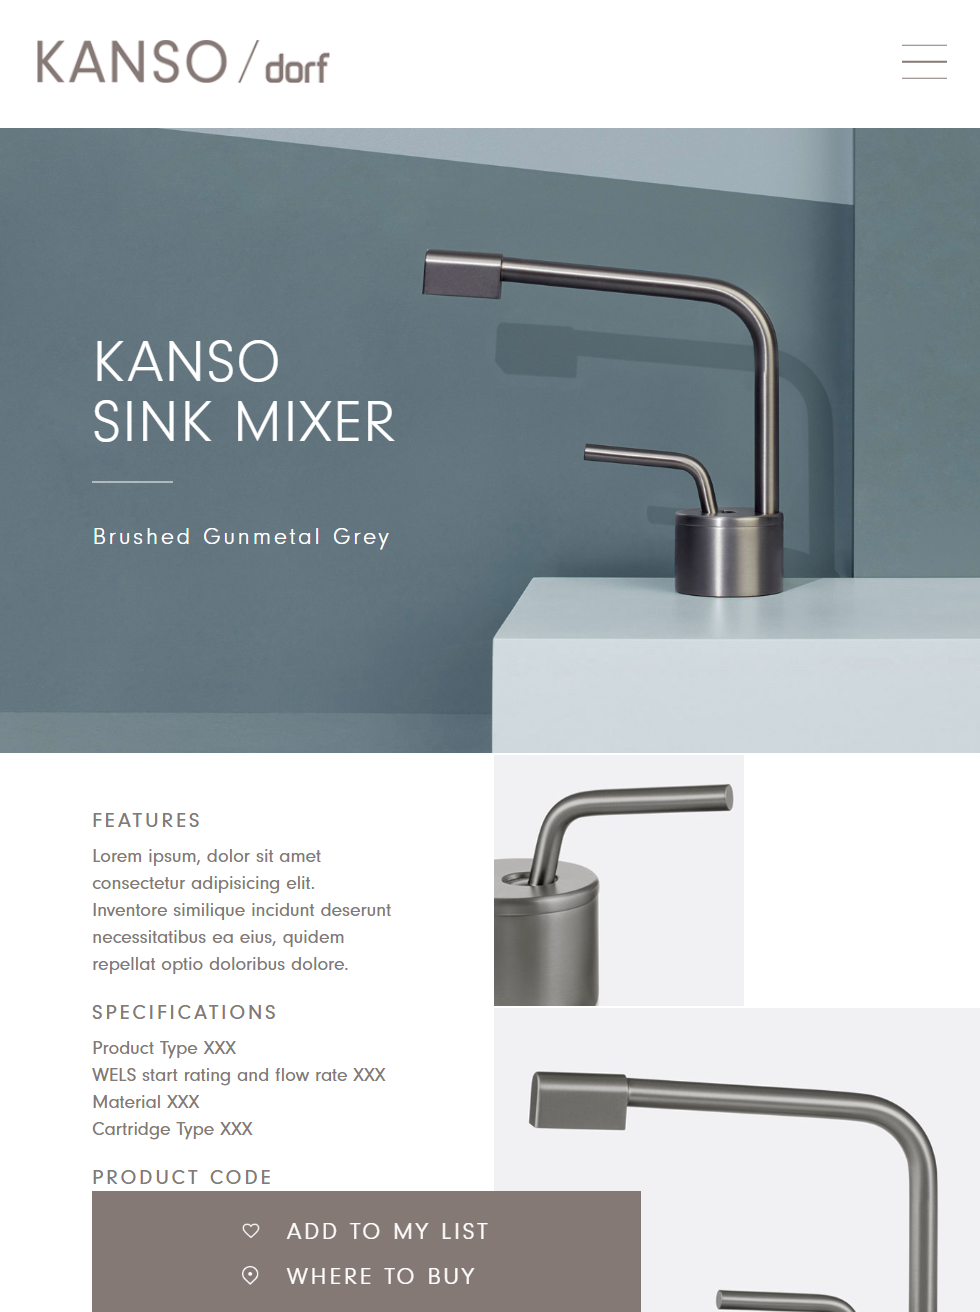 KANSO / dorf
KANSO
SINK MIXER
Brushed Gunmetal Grey
FEATURES
Lorem ipsum, dolor sit amet
consectetur adipisicing elit.
Inventore similique incidunt deserunt
necessitatibus ea eius, quidem
repellat optio doloribus dolore.
SPECIFICATIONS
Product Type XXX
WELS start rating and flow rate XXX
Material XXX
Cartridge Type XXX
PRODUCT CODE
ADD TO MY LIST
WHERE TO BUY